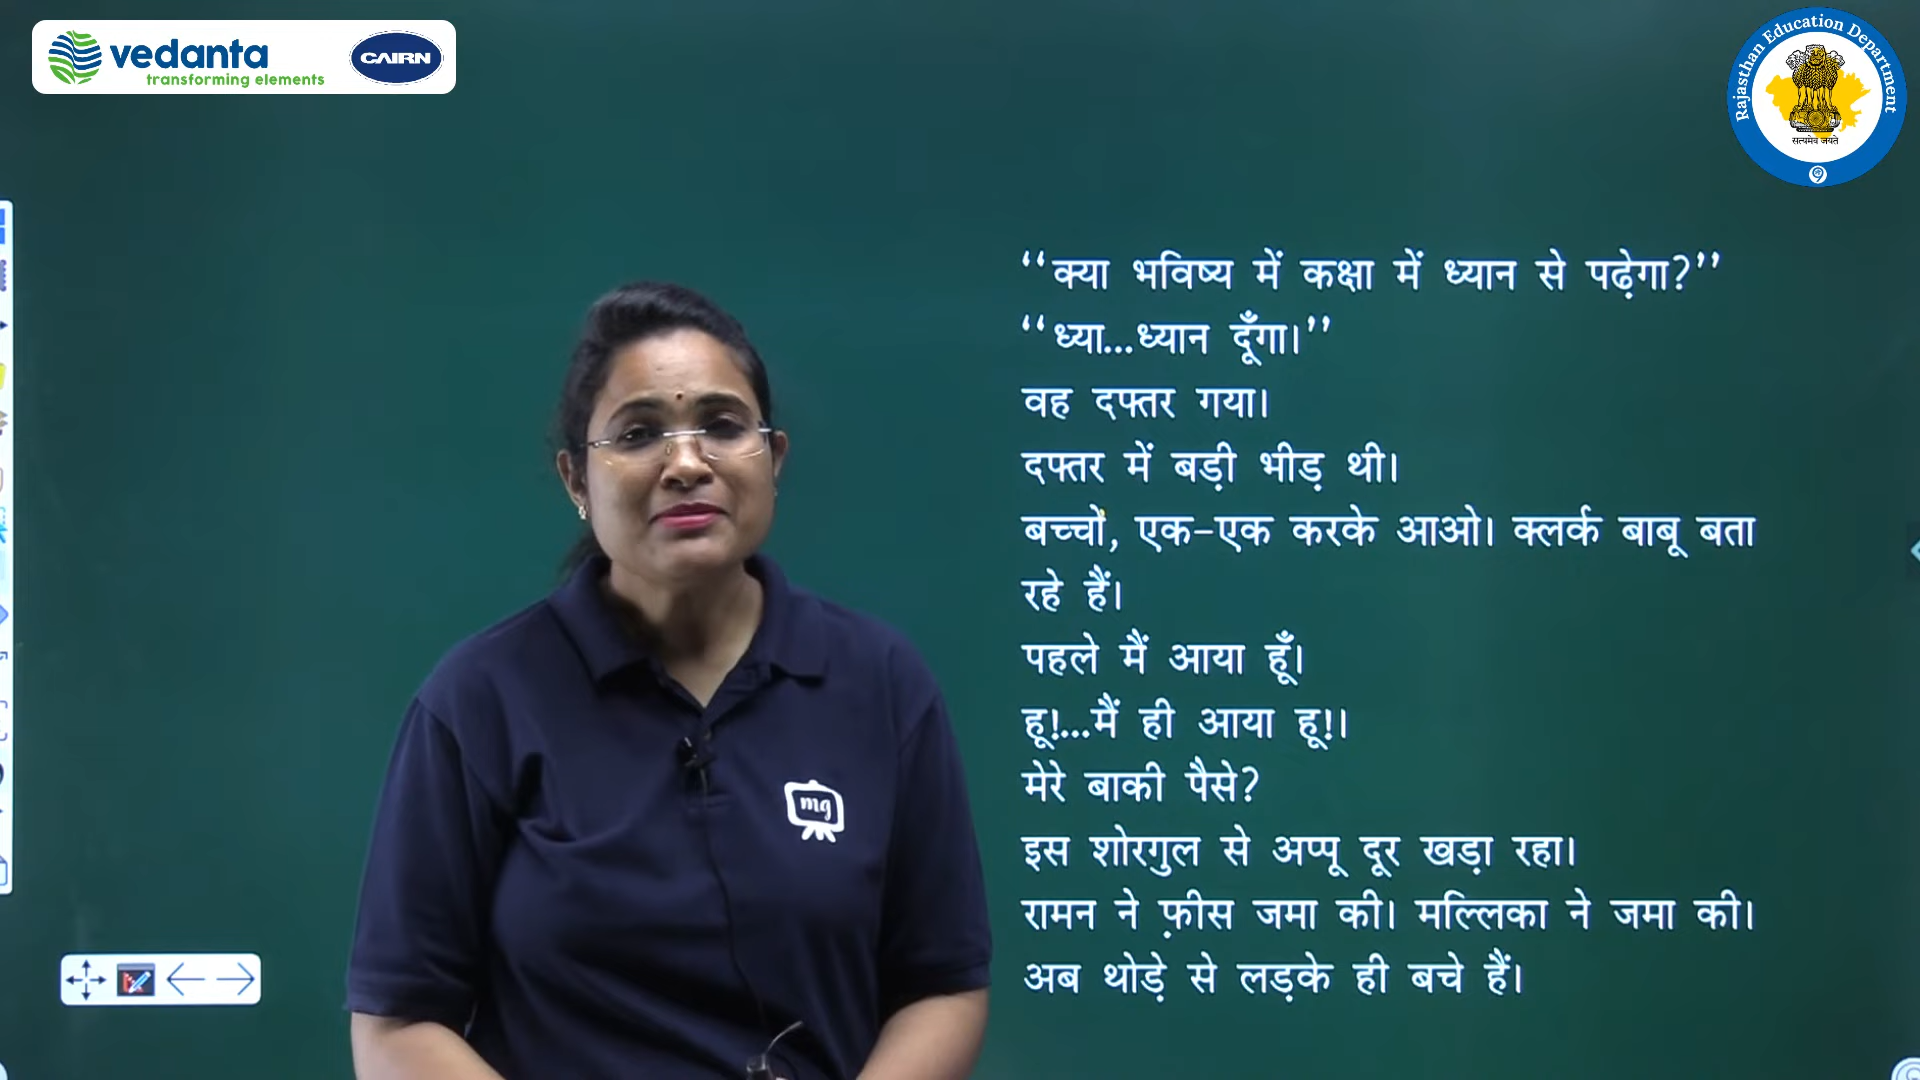 vedanta
transforming elements
CAIRN
Rajasthan Education Department
सत्यमेव जयते
“क्या भविष्य में कक्षा में ध्यान से पढ़ेगा?”
“ध्या...ध्यान दूँगा।”
वह दफ्तर गया।
दफ्तर में बड़ी भीड़ थी।
बच्चों, एक-एक करके आओ। क्लर्क बाबू बता
रहे हैं।
पहले मैं आया हूँ।
हू!...मैं ही आया हू!।
मेरे बाकी पैसे?
इस शोरगुल से अप्पू दूर खड़ा रहा।
रामन ने फ़ीस जमा की। मल्लिका ने जमा की।
अब थोड़े से लड़के ही बचे हैं।
mg